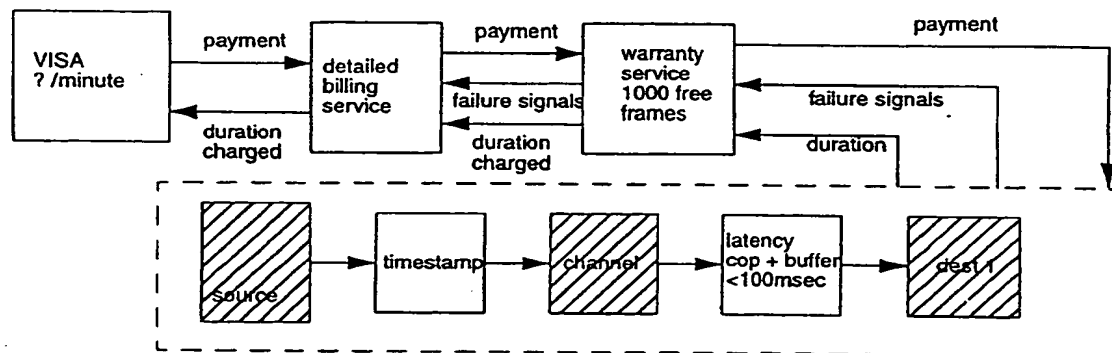 payment
payment
payment
VISA
? /minute
detailed
billing
service
warranty
service
1000 free
frames
failure signals
failure signals
duration
charged
duration
charged
duration
source
timestamp
channel
latency
cop + buffer
<100msec
dest 1